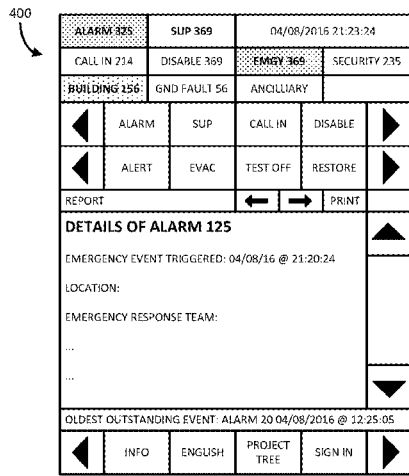 400
ALARM 325 SUP 369 04/08/2016 21:23:24
CALL IN 214 DISABLE 369 EMGY 369 SECURITY 235
BUILDING 256 GND FAULT 56 ANCILLIARY
ALARM SUP CALL IN DISABLE
ALERT EVAC TEST OFF RESTORE
REPORT PRINT
DETAILS OF ALARM 125
EMERGENCY EVENT TRIGGERED: 04/08/16 @ 21:20:24
LOCATION:
EMERGENCY RESPONSE TEAM:
...
...
OLDEST OUTSTANDING EVENT: ALARM 20 04/08/2016 @ 12:25:05
INFO ENGLISH PROJECT TREE SIGN IN